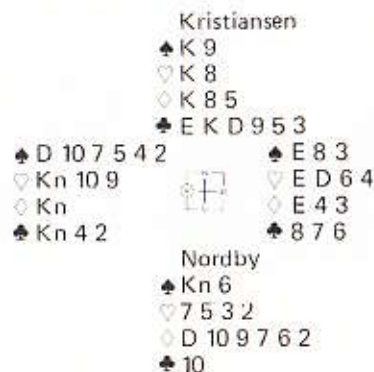 Kristiansen
♠ K 9
♡ K 8
♢ K 8 5
♣ E K D 9 5 3
♠ D 10 7 5 4 2
♡ Kn 10 9
♢ Kn
♣ Kn 4 2
♠ E 8 3
♡ E D 6 4
♢ E 4 3
♣ 8 7 6
Nordby
♠ Kn 6
♡ 7 5 3 2
♢ D 10 9 7 6 2
♣ 10